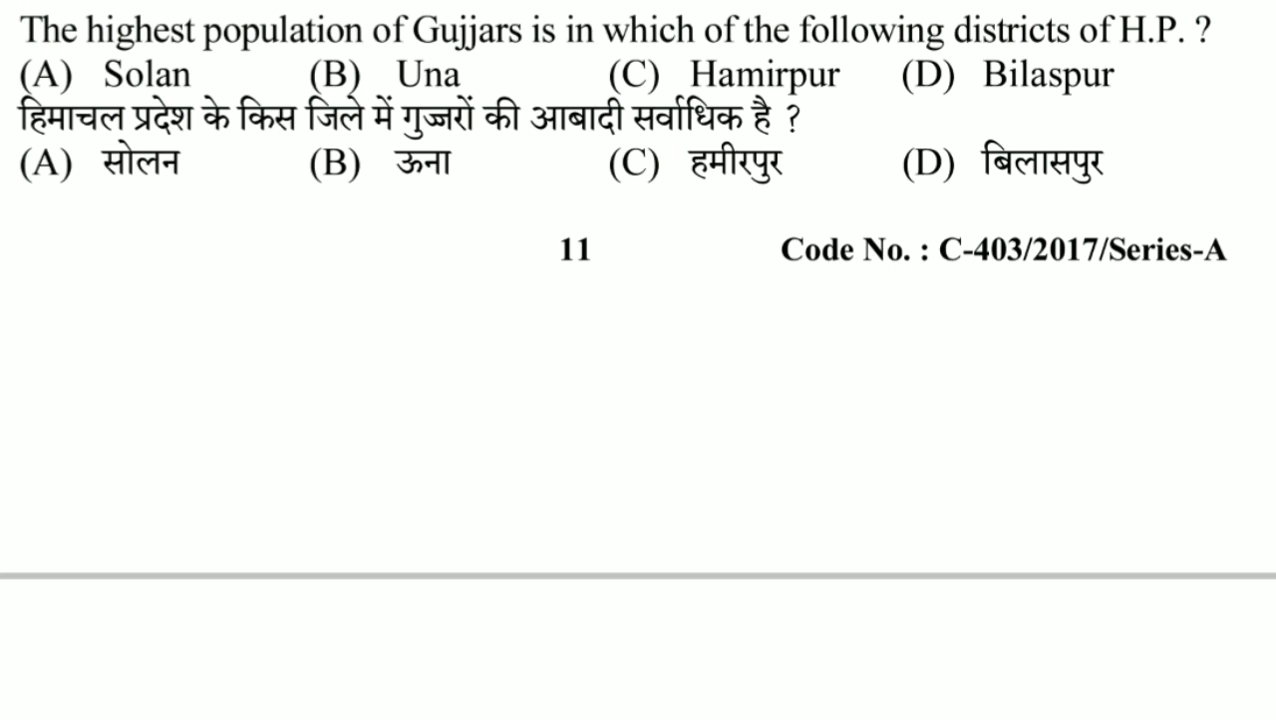 The highest population of Gujjars is in which of the following districts of H.P. ?
(A) Solan (B) Una (C) Hamirpur (D) Bilaspur
हिमाचल प्रदेश के किस जिले में गुज्जरों की आबादी सर्वाधिक है ?
(A) सोलन (B) ऊना (C) हमीरपुर (D) बिलासपुर
11 Code No. : C-403/2017/Series-A